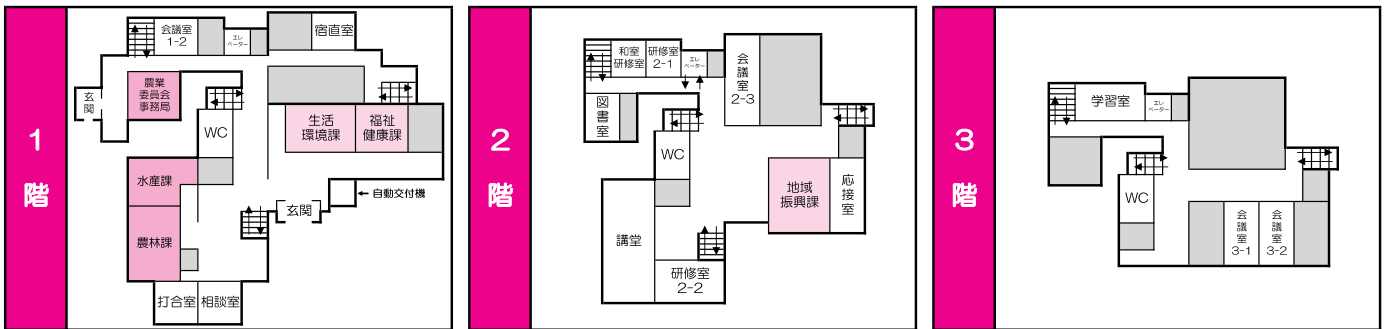 1階
会議室
1-2
エレ
ベーター
宿直室
農業
委員会
事務局
玄関
WC
生活
環境課
福祉
健康課
水産課
自動交付機
玄関
農林課
打合室
相談室
2階
和室
研修室
研修室
2-1
エレ
ベーター
会議室
2-3
図書室
WC
地域
振興課
応接室
講堂
研修室
2-2
3階
学習室
エレ
ベーター
WC
会議室
3-1
会議室
3-2